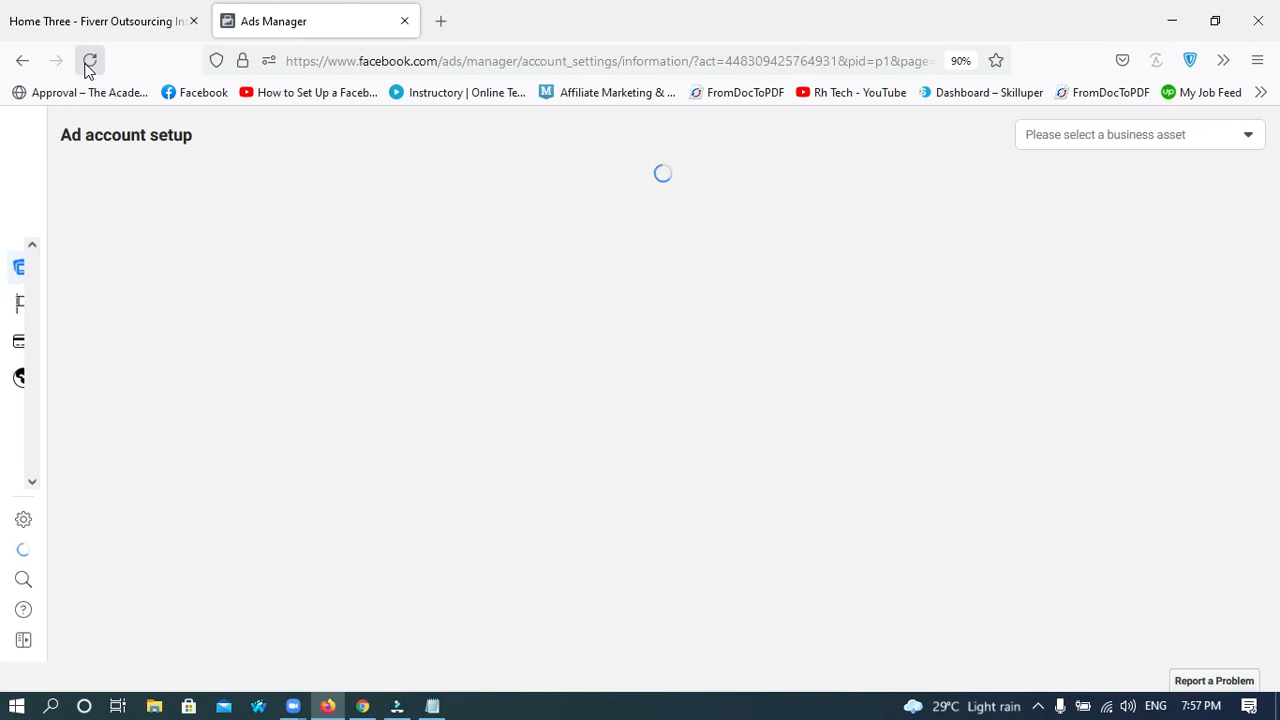 Home Three - Fiverr Outsourcing In
Ads Manager
https://www.facebook.com/ads/manager/account_settings/information/?act=448309425764931&pid=p1&page=
90%
Approval – The Acade...
Facebook
How to Set Up a Faceb...
Instructory | Online Te...
Affiliate Marketing & ...
FromDocToPDF
Rh Tech - YouTube
Dashboard – Skilluper
FromDocToPDF
My Job Feed
Ad account setup
Please select a business asset
Report a Problem
29°C Light rain
ENG
7:57 PM